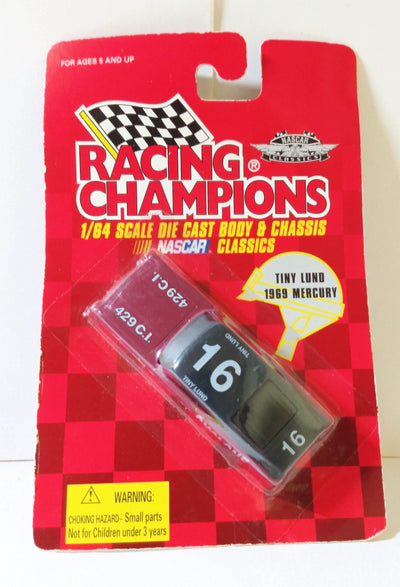 FOR AGES 5 AND UP
NASCAR
CLASSICS
RACING
CHAMPIONS®
1/64 SCALE DIE CAST BODY & CHASSIS
NASCAR CLASSICS
TINY LUND
1969 MERCURY
429 C.I.
429 C.I.
TINY LUND
16
TINY LUND
16
WARNING:
CHOKING HAZARD– Small parts
Not for Children under 3 years